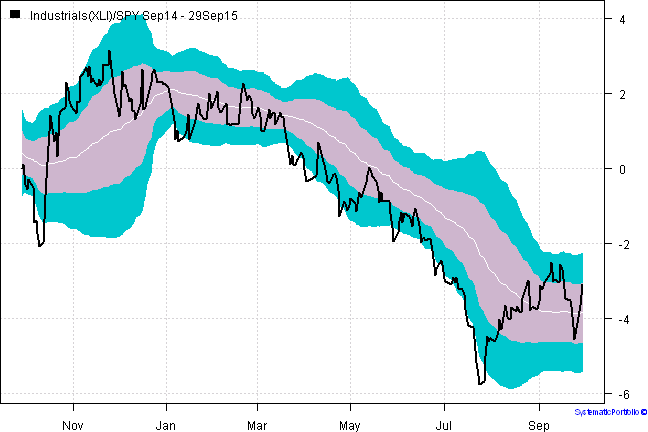 Industrials(XLI)/SPY Sep14 - 29Sep15
4
2
0
-2
-4
-6
Nov Jan Mar May Jul Sep
SystematicPortfolio ©